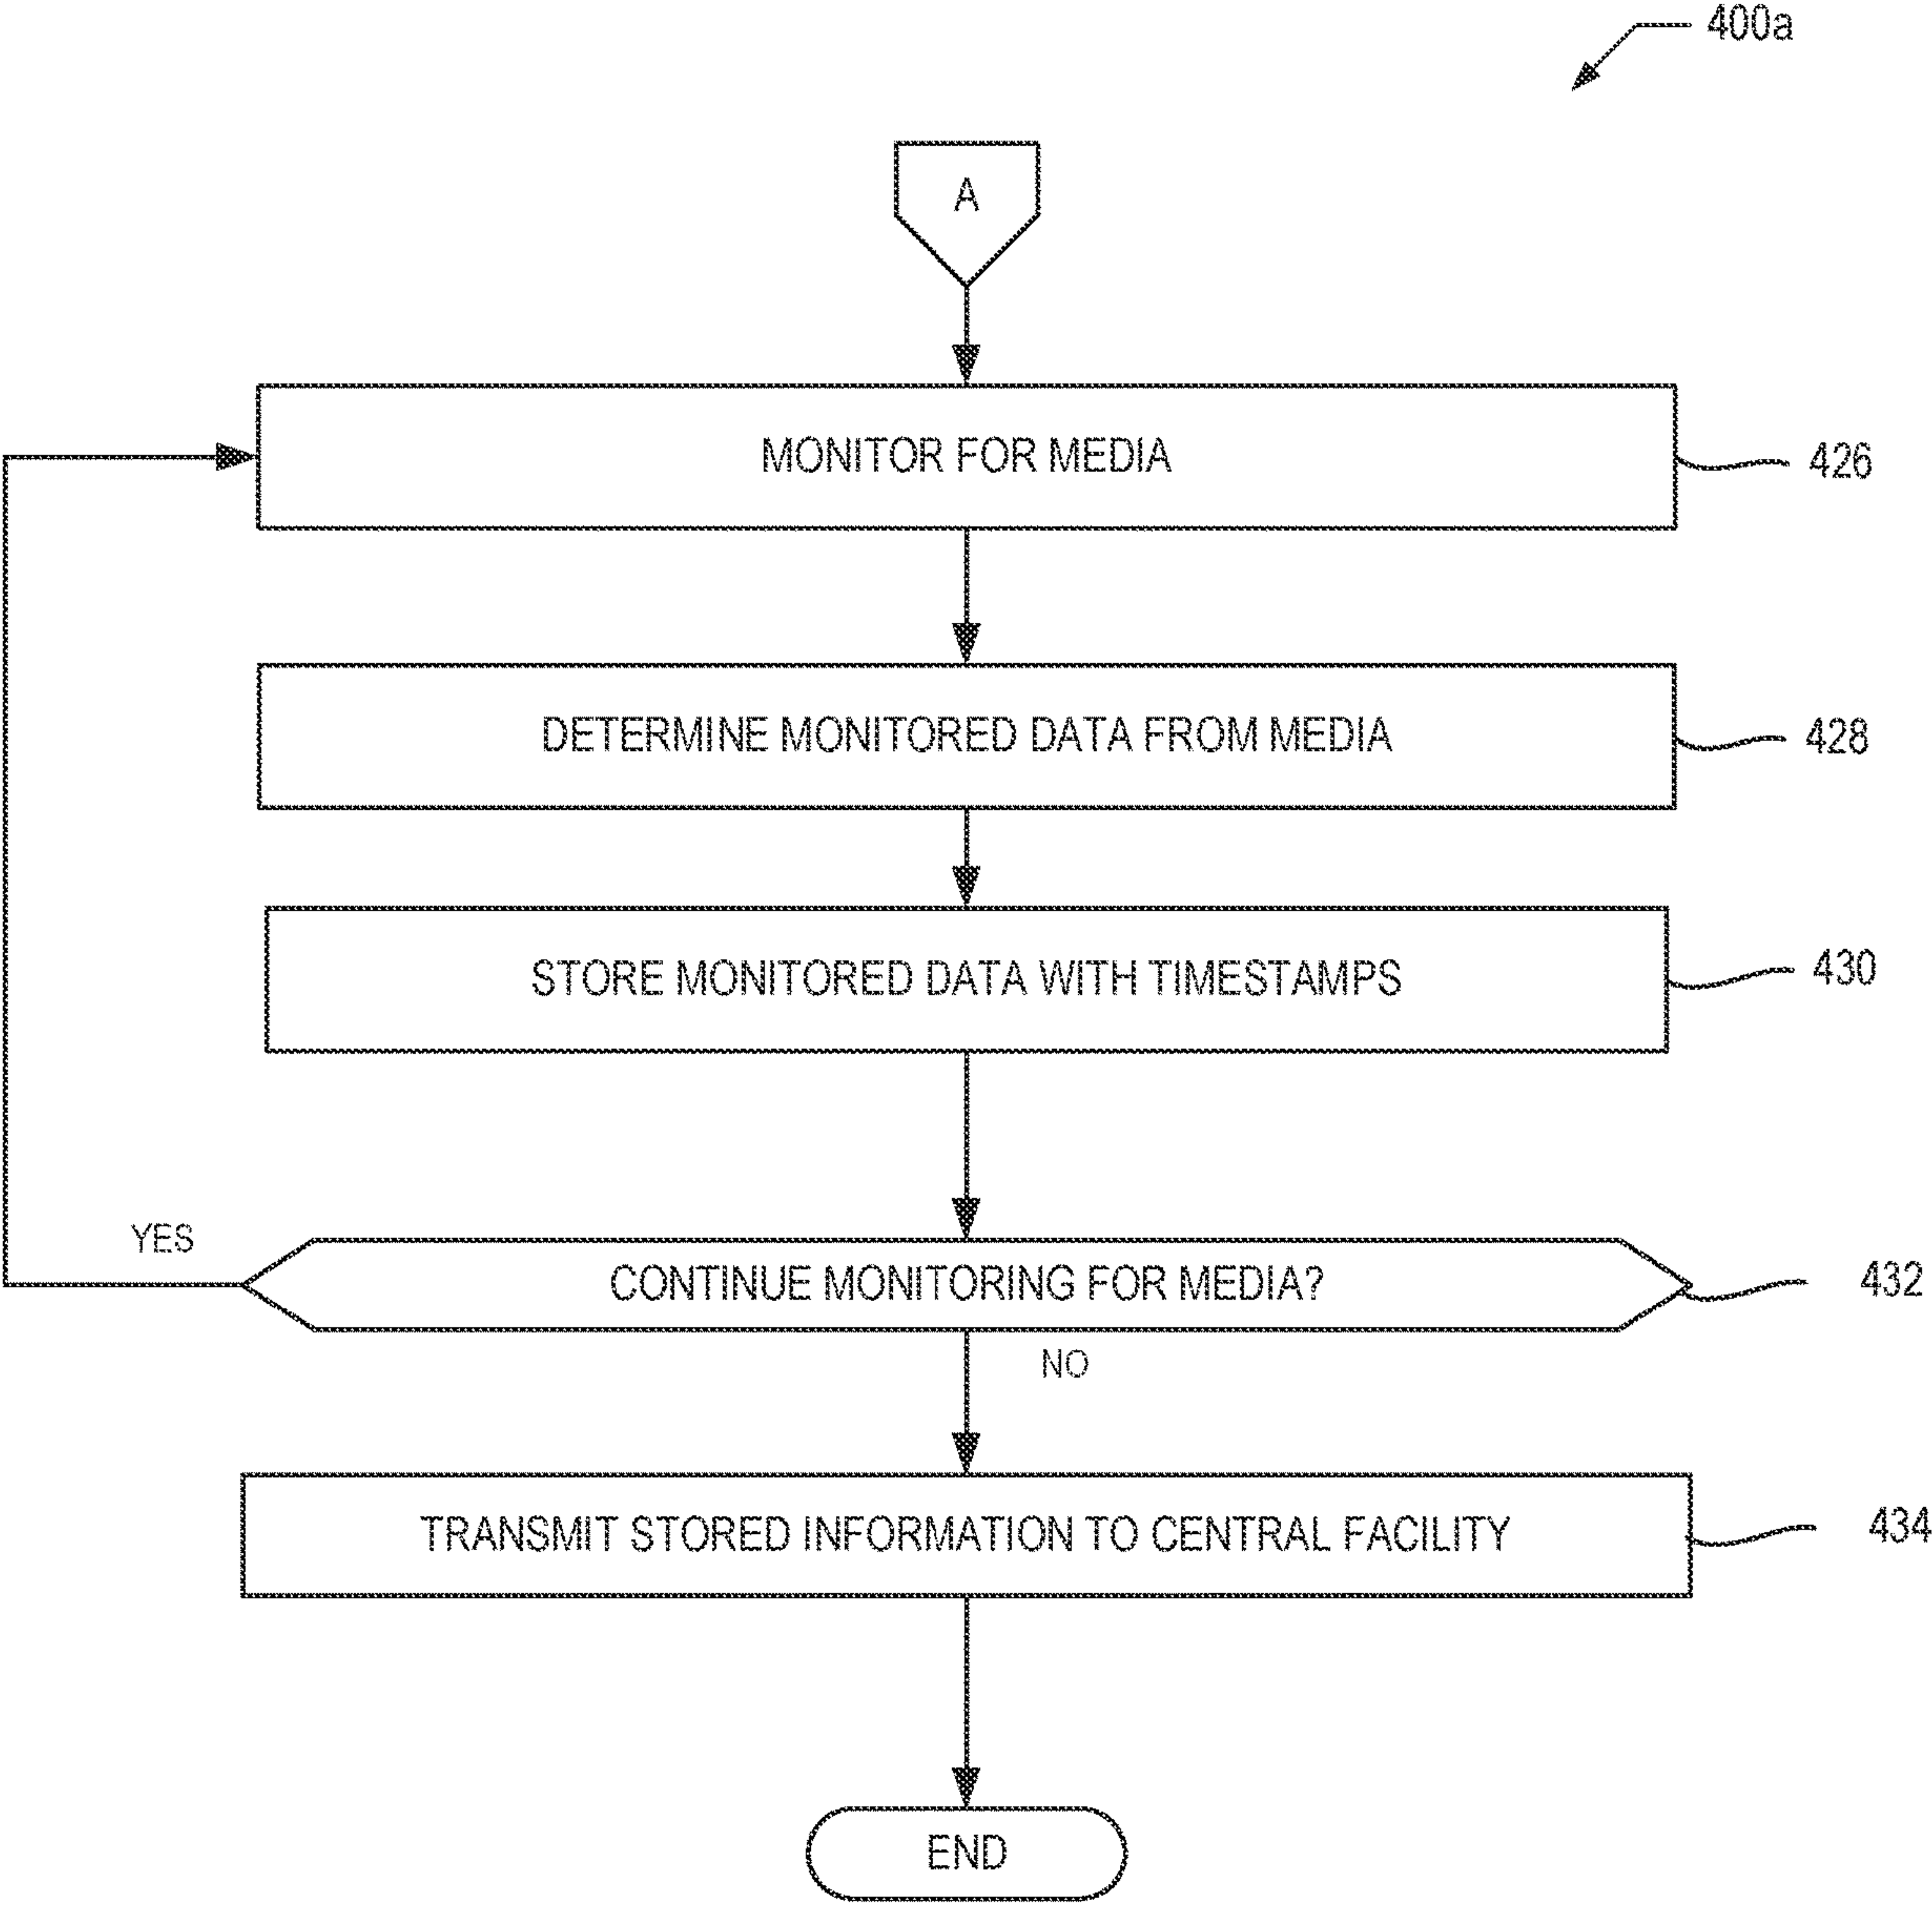 400a
A
MONITOR FOR MEDIA
426
DETERMINE MONITORED DATA FROM MEDIA
428
STORE MONITORED DATA WITH TIMESTAMPS
430
YES
CONTINUE MONITORING FOR MEDIA?
432
NO
TRANSMIT STORED INFORMATION TO CENTRAL FACILITY
434
END